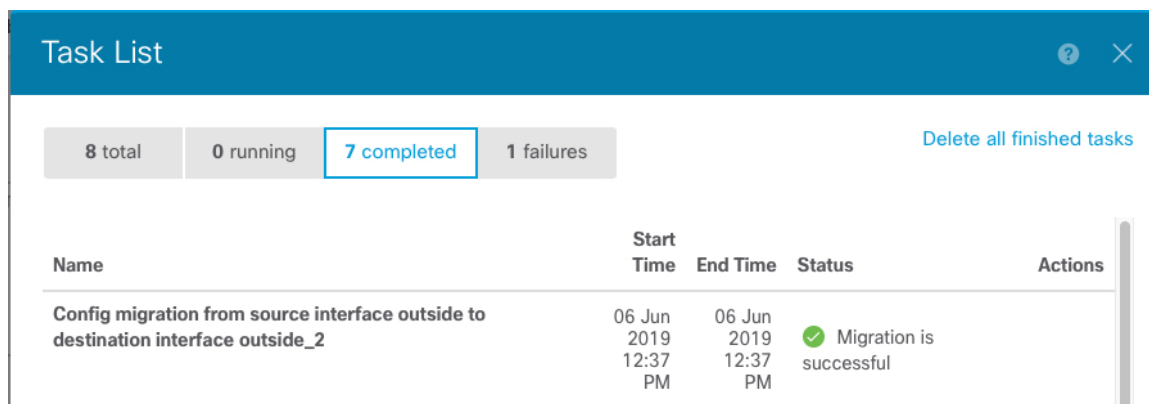 Task List
8 total 0 running 7 completed 1 failures
Delete all finished tasks
Name Start Time End Time Status Actions
Config migration from source interface outside to
destination interface outside_2
06 Jun
2019
12:37
PM
06 Jun
2019
12:37
PM
Migration is
successful